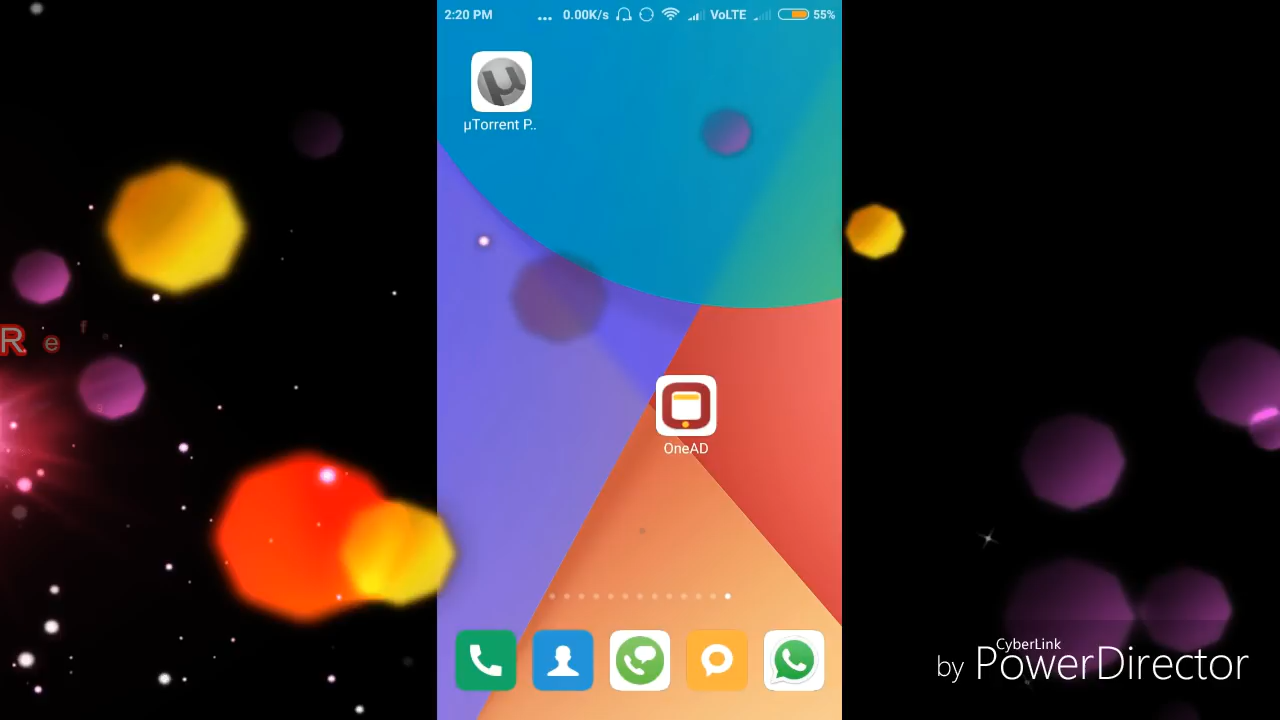 2:20 PM ... 0.00K/s VoLTE 55%
µTorrent P..
R e f e
OneAD
CyberLink
by PowerDirector